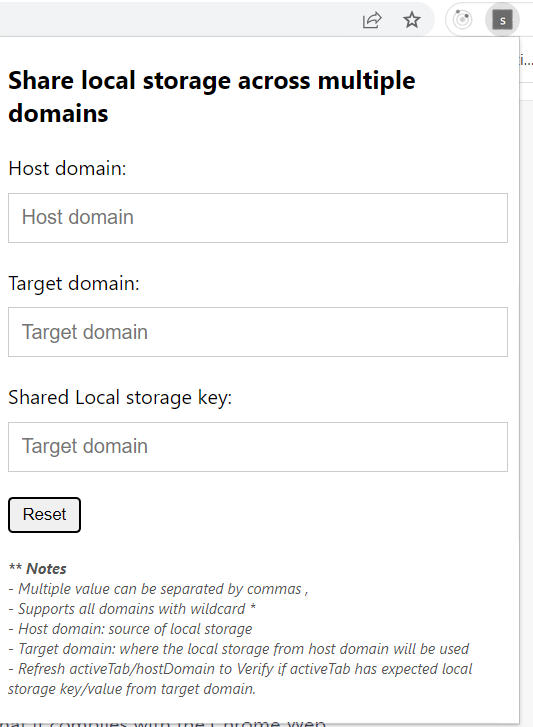 s
i...
Share local storage across multiple
domains
Host domain:
Host domain
Target domain:
Target domain
Shared Local storage key:
Target domain
Reset
** Notes
- Multiple value can be separated by commas ,
- Supports all domains with wildcard *
- Host domain: source of local storage
- Target domain: where the local storage from host domain will be used
- Refresh activeTab/hostDomain to Verify if activeTab has expected local
storage key/value from target domain.
that it complies with the Chrome Web